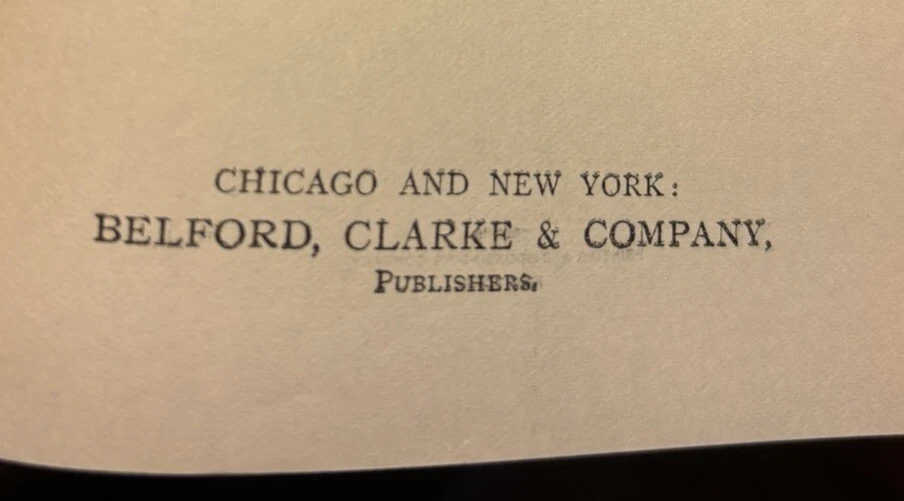 CHICAGO AND NEW YORK:
BELFORD, CLARKE & COMPANY,
PUBLISHERS.